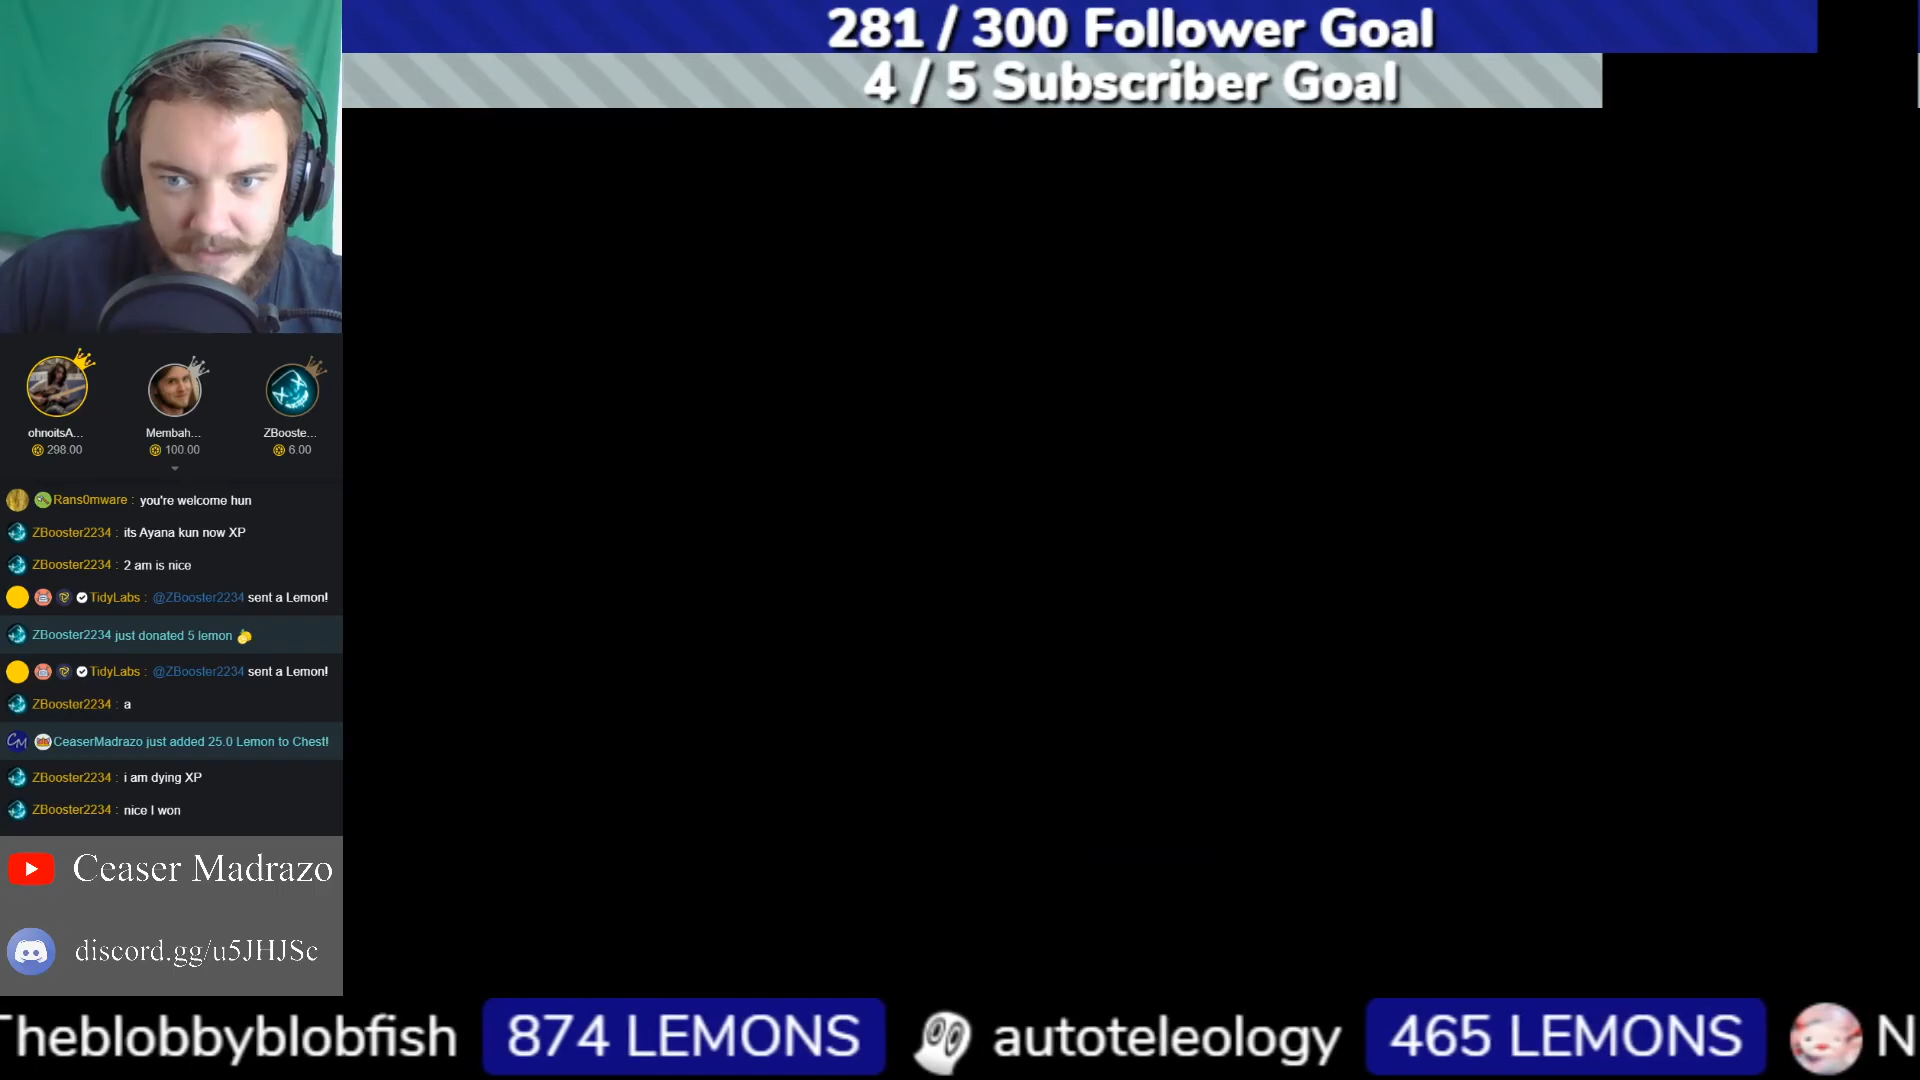 281 / 300 Follower Goal
4 / 5 Subscriber Goal
ohnoitsA...
298.00
Membah...
100.00
ZBooste...
6.00
Rans0mware : you're welcome hun
ZBooster2234 : its Ayana kun now XP
ZBooster2234 : 2 am is nice
TidyLabs : @ZBooster2234 sent a Lemon!
ZBooster2234 just donated 5 lemon
TidyLabs : @ZBooster2234 sent a Lemon!
ZBooster2234 : a
CM CeaserMadrazo just added 25.0 Lemon to Chest!
ZBooster2234 : i am dying XP
ZBooster2234 : nice I won
Ceaser Madrazo
discord.gg/u5JHJSc
Theblobbyblobfish 874 LEMONS autoteleology 465 LEMONS N